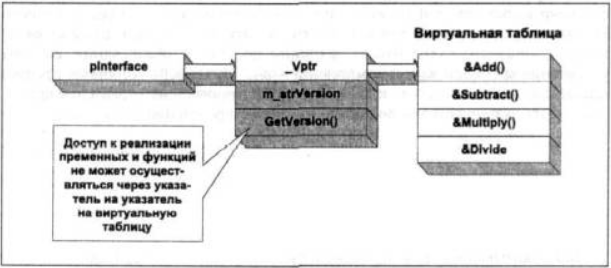 Виртуальная таблица
pInterface
_Vptr
m_strVersion
GetVersion()
&Add()
&Subtract()
&Multiply()
&Divide
Доступ к реализации
пременных и функций
не может осущест-
вляться через указа-
тель на указатель
на виртуальную
таблицу